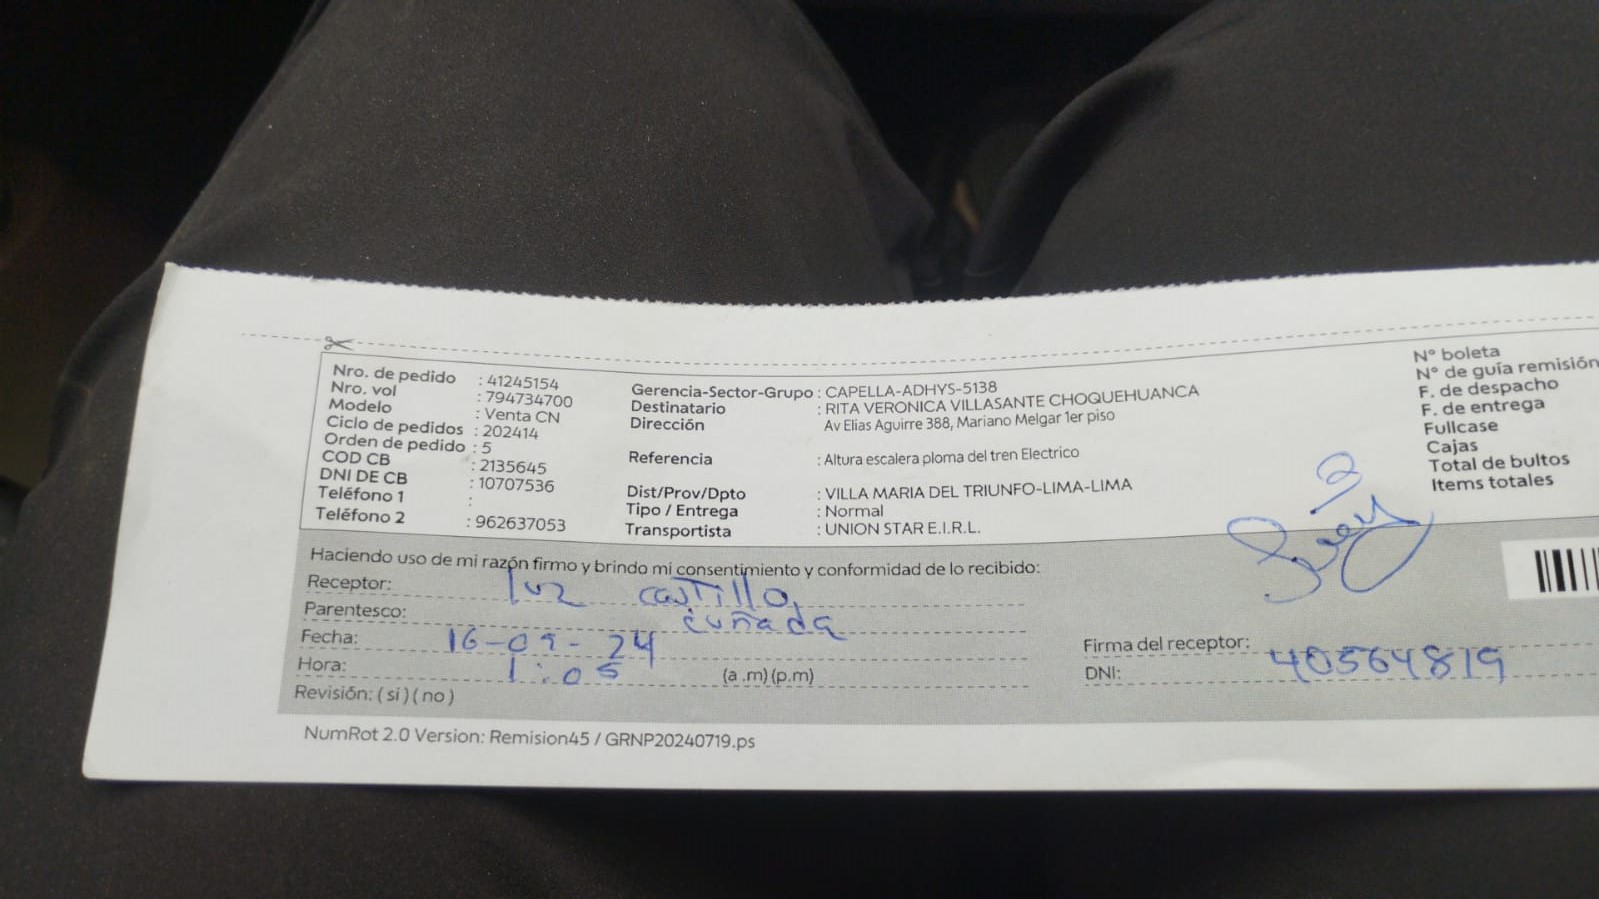 Nro. de pedido : 41245154
Nro. vol : 794734700
Modelo : Venta CN
Ciclo de pedidos : 202414
Orden de pedido : 5
COD CB : 2135645
DNI DE CB : 10707536
Teléfono 1 :
Teléfono 2 : 962637053
Gerencia-Sector-Grupo : CAPELLA-ADHYS-5138
Destinatario : RITA VERONICA VILLASANTE CHOQUEHUANCA
Dirección Av Elias Aguirre 388, Mariano Melgar 1er piso
Referencia : Altura escalera ploma del tren Electrico
Dist/Prov/Dpto : VILLA MARIA DEL TRIUNFO-LIMA-LIMA
Tipo / Entrega : Normal
Transportista : UNION STAR E.I.R.L.
N° boleta
N° de guía remisión
F. de despacho
F. de entrega
Fullcase
Cajas
Total de bultos
Items totales
Haciendo uso de mi razón firmo y brindo mi consentimiento y conformidad de lo recibido:
Receptor: luz castillo
Parentesco: cuñada
Fecha: 16-09-24
Hora: 1:05 (a .m) (p.m)
Revisión: ( si ) ( no )
Firma del receptor:
DNI: 40564819
NumRot 2.0 Version: Remision45 / GRNP20240719.ps